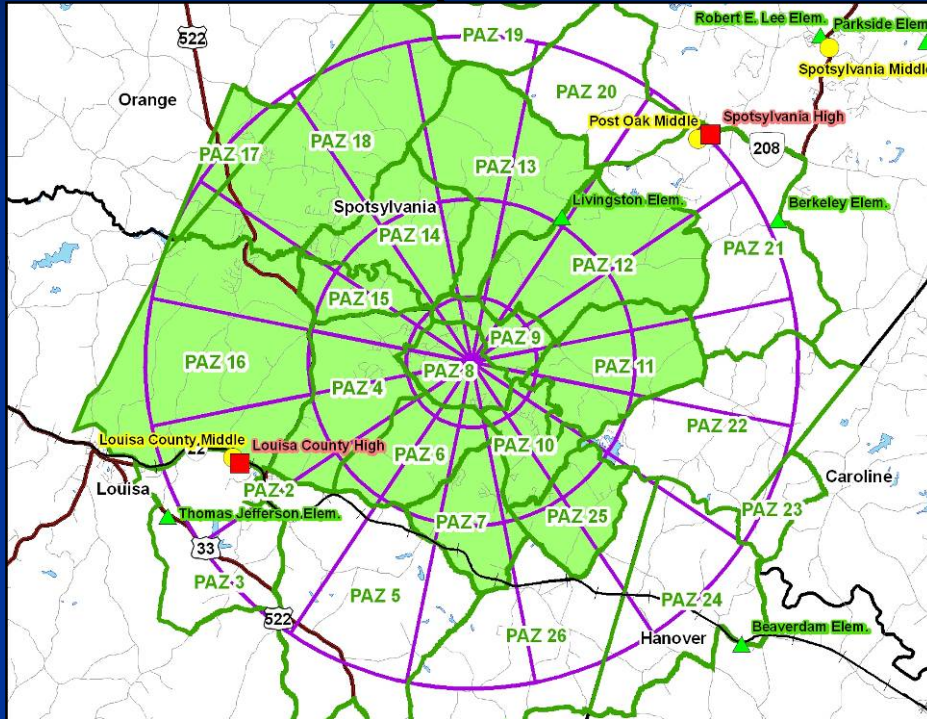 522
Robert E. Lee Elem.
Parkside Elem
PAZ 19
Spotsylvania Middle
Orange
PAZ 20
Post Oak Middle
Spotsylvania High
PAZ 18
208
PAZ 17
PAZ 13
Spotsylvania
Livingston Elem.
Berkeley Elem.
PAZ 14
PAZ 21
PAZ 12
PAZ 15
PAZ 9
PAZ 16
PAZ 8
PAZ 11
PAZ 4
PAZ 22
Louisa County Middle
22
Louisa County High
PAZ 6
PAZ 10
Louisa
PAZ 2
Caroline
Thomas Jefferson Elem.
PAZ 7
PAZ 25
PAZ 23
33
PAZ 3
PAZ 5
PAZ 24
522
PAZ 26
Hanover
Beaverdam Elem.